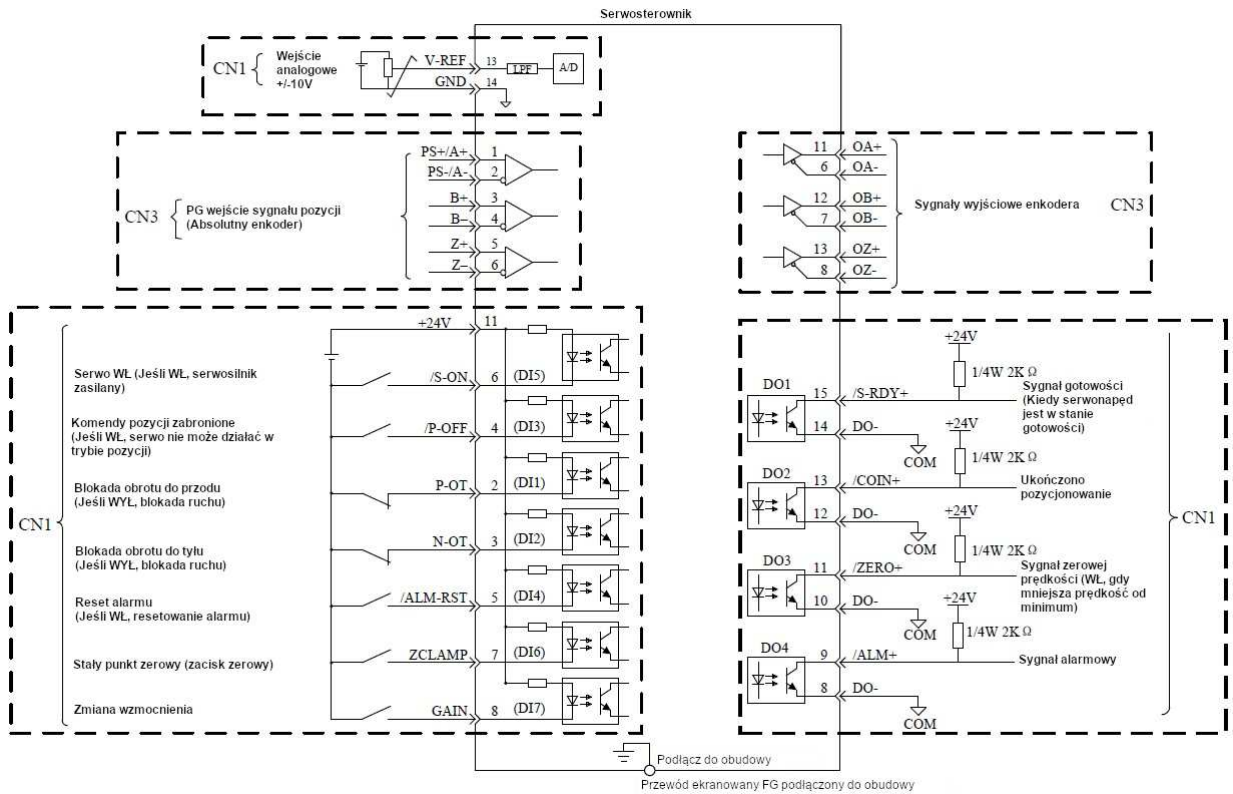 Serwosterownik
CN1
Wejście
analogowe
+/-10V
V-REF 13
LPF
A/D
GND 14
CN3
PG wejście sygnału pozycji
(Absolutny enkoder)
PS+/A+ 1
PS-/A- 2
B+ 3
B– 4
Z+ 5
Z– 6
11 OA+
6 OA-
12 OB+
7 OB-
13 OZ+
8 OZ-
Sygnały wyjściowe enkodera
CN3
CN1
+24V 11
Serwo WŁ (Jeśli WŁ, serwosilnik
zasilany)
/S-ON 6 (DI5)
Komendy pozycji zabronione
(Jeśli WŁ, serwo nie może działać w
trybie pozycji)
/P-OFF 4 (DI3)
Blokada obrotu do przodu
(Jeśli WYŁ, blokada ruchu)
P-OT 2 (DI1)
Blokada obrotu do tyłu
(Jeśli WYŁ, blokada ruchu)
N-OT 3 (DI2)
Reset alarmu
(Jeśli WŁ, resetowanie alarmu)
/ALM-RST 5 (DI4)
Stały punkt zerowy (zacisk zerowy)
ZCLAMP 7 (DI6)
Zmiana wzmocnienia
GAIN 8 (DI7)
+24V
1/4W 2K Ω
DO1
15 /S-RDY+
Sygnał gotowości
(Kiedy serwonapęd
jest w stanie
gotowości)
14 DO-
COM
+24V
1/4W 2K Ω
DO2
13 /COIN+
Ukończono
pozycjonowanie
12 DO-
COM
+24V
1/4W 2K Ω
DO3
11 /ZERO+
Sygnał zerowej
prędkości (WŁ, gdy
mniejsza prędkość od
minimum)
10 DO-
COM
+24V
1/4W 2K Ω
DO4
9 /ALM+
Sygnał alarmowy
8 DO-
COM
CN1
Podłącz do obudowy
Przewód ekranowany FG podłączony do obudowy